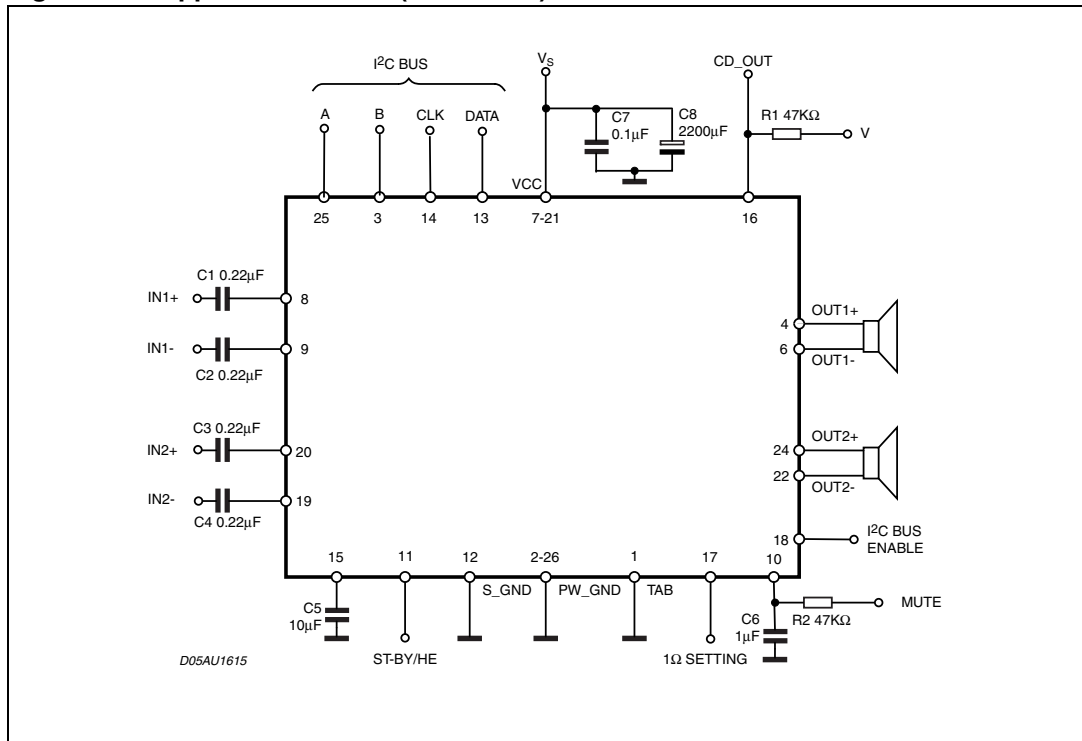 I²C BUS
A
B
CLK
DATA
VS
CD_OUT
C7
0.1µF
C8
2200µF
R1 47KΩ
V
VCC
25
3
14
13
7-21
16
C1 0.22µF
IN1+
8
IN1-
9
C2 0.22µF
C3 0.22µF
IN2+
20
IN2-
19
C4 0.22µF
4
OUT1+
6
OUT1-
24
OUT2+
22
OUT2-
18
I²C BUS
ENABLE
15
11
12
2-26
1
17
10
S_GND
PW_GND
TAB
C5
10µF
C6
1µF
R2 47KΩ
MUTE
ST-BY/HE
1Ω SETTING
D05AU1615